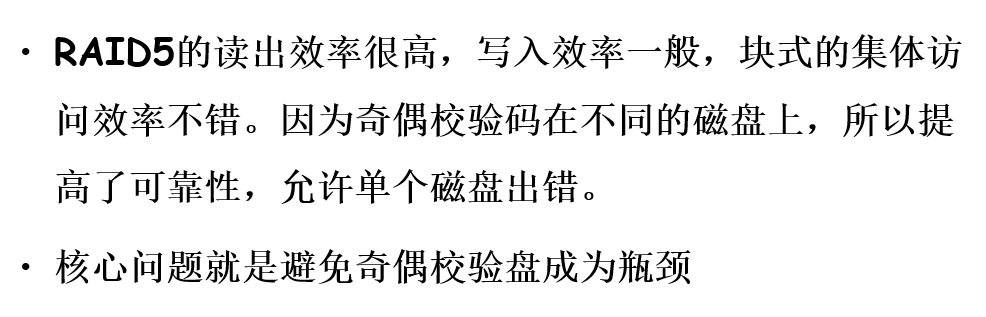 • RAID5的读出效率很高，写入效率一般，块式的集体访
问效率不错。因为奇偶校验码在不同的磁盘上，所以提
高了可靠性，允许单个磁盘出错。
• 核心问题就是避免奇偶校验盘成为瓶颈